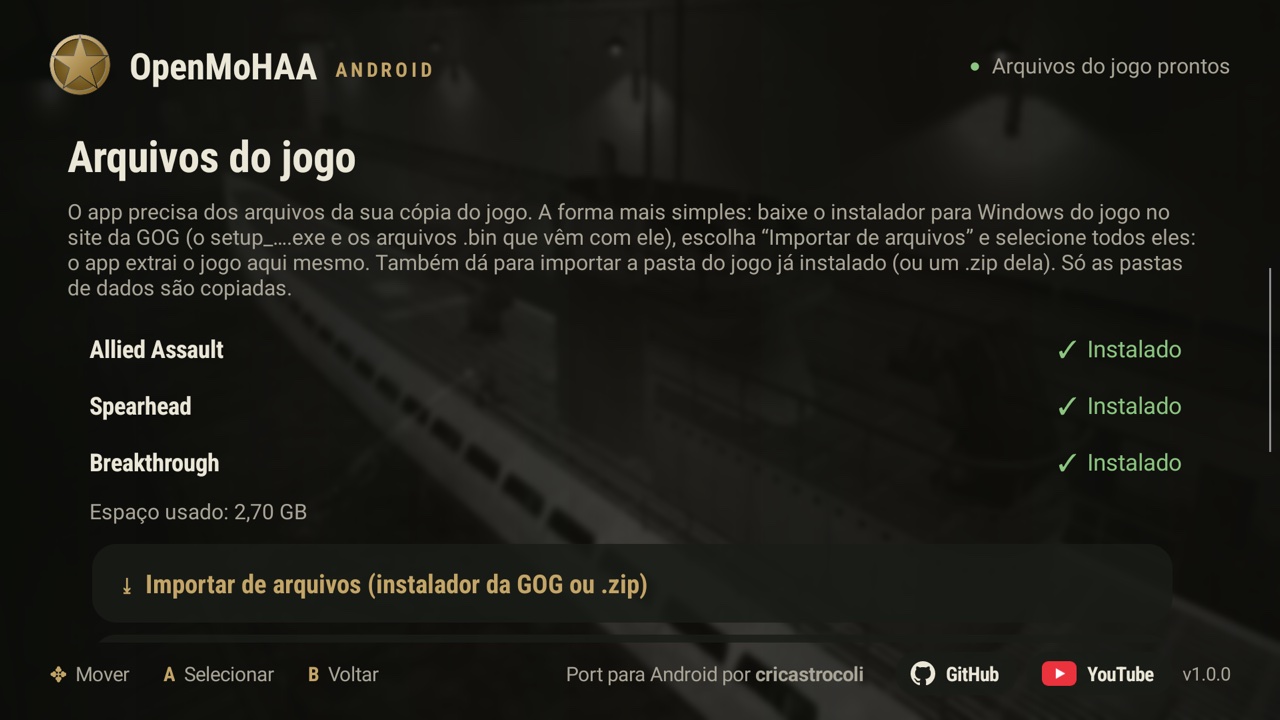 OpenMoHAA ANDROID
Arquivos do jogo prontos
Arquivos do jogo
O app precisa dos arquivos da sua cópia do jogo. A forma mais simples: baixe o instalador para Windows do jogo no
site da GOG (o setup_….exe e os arquivos .bin que vêm com ele), escolha “Importar de arquivos” e selecione todos eles:
o app extrai o jogo aqui mesmo. Também dá para importar a pasta do jogo já instalado (ou um .zip dela). Só as pastas
de dados são copiadas.
Allied Assault ✓ Instalado
Spearhead ✓ Instalado
Breakthrough ✓ Instalado
Espaço usado: 2,70 GB
⤓ Importar de arquivos (instalador da GOG ou .zip)
Mover A Selecionar B Voltar Port para Android por cricastrocoli GitHub YouTube v1.0.0